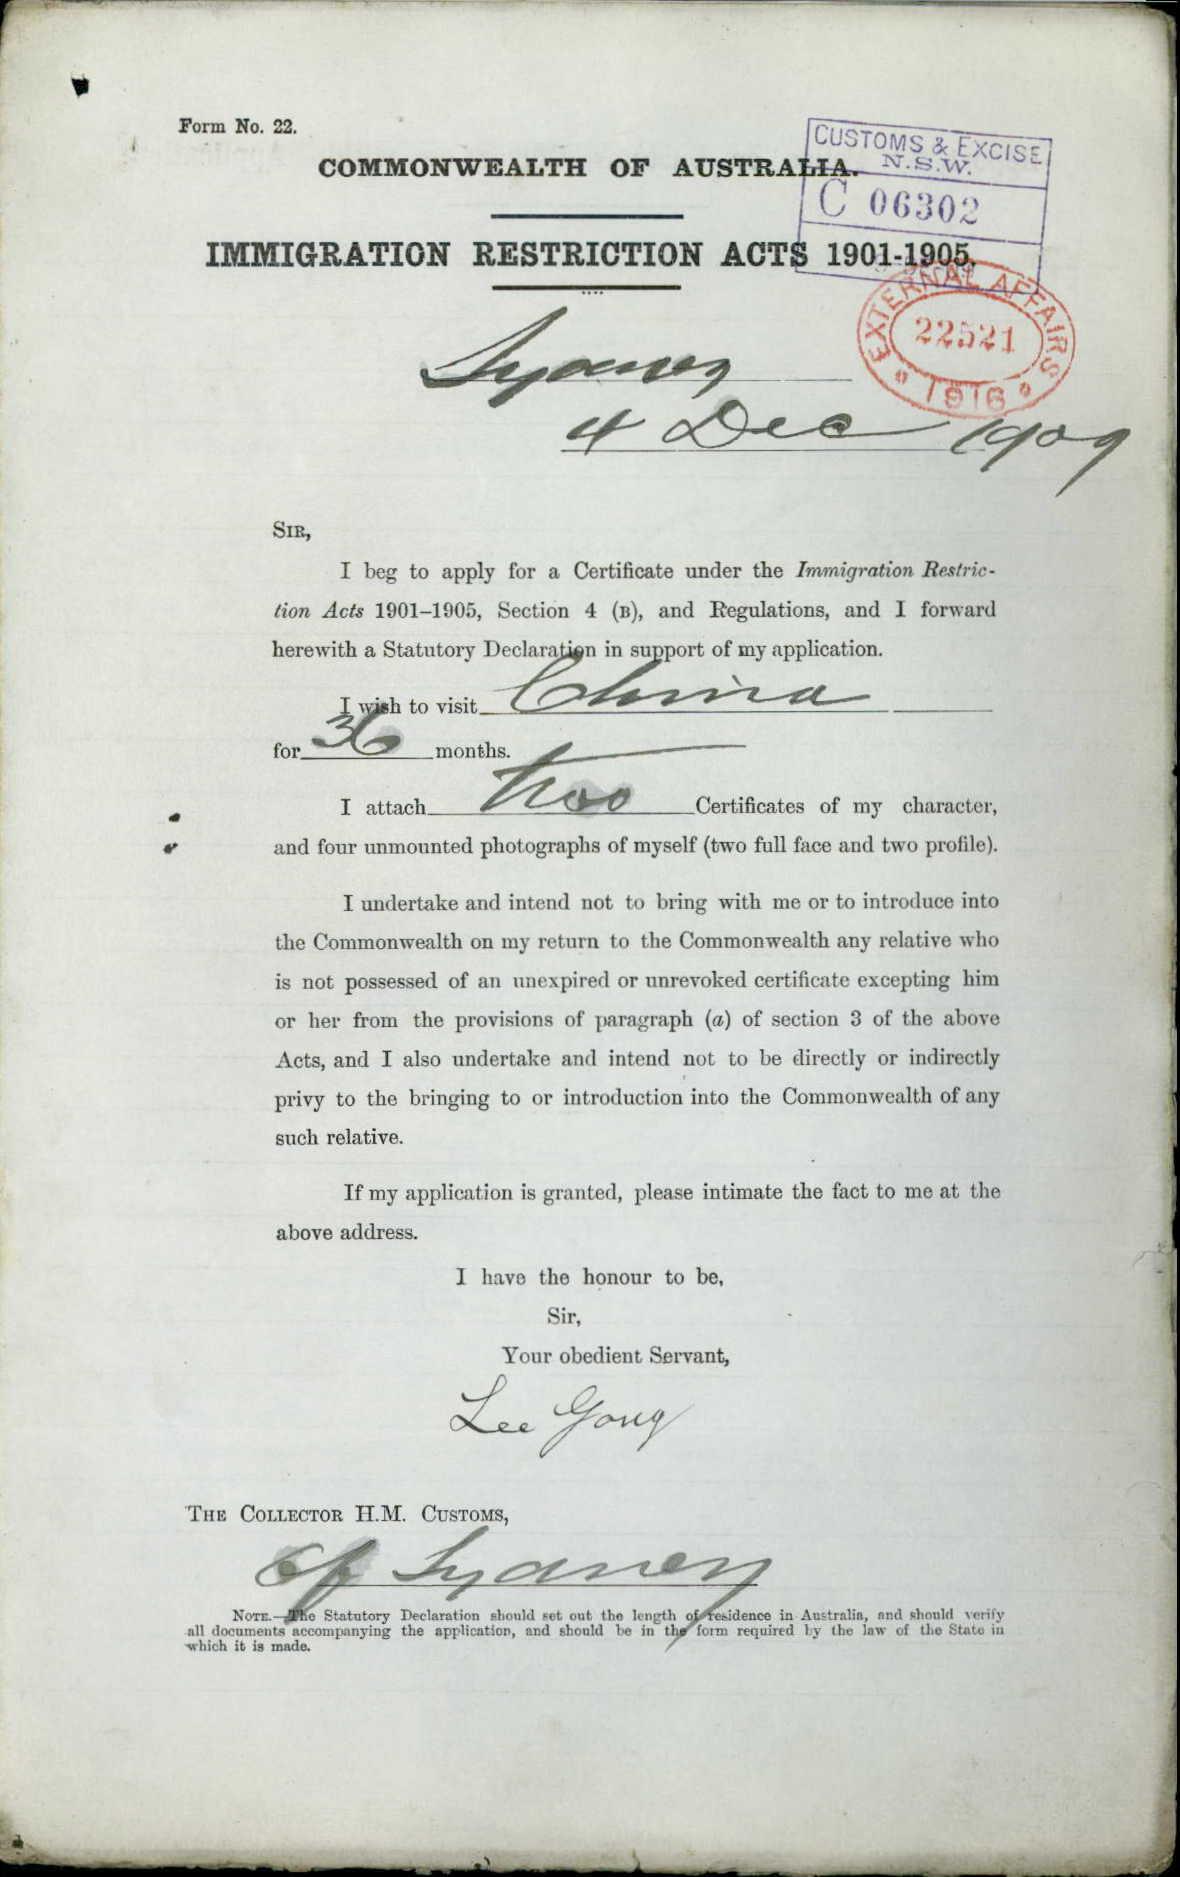 Form No. 22.
COMMONWEALTH OF AUSTRALIA.
CUSTOMS & EXCISE
N.S.W.
C 06302
IMMIGRATION RESTRICTION ACTS 1901-1905.
EXTERNAL AFFAIRS
22521
1916
Sydney
4 Dec 1909
SIR,
I beg to apply for a Certificate under the Immigration Restric-
tion Acts 1901–1905, Section 4 (B), and Regulations, and I forward
herewith a Statutory Declaration in support of my application.
I wish to visit China
for 36 months.
I attach two Certificates of my character,
and four unmounted photographs of myself (two full face and two profile).
I undertake and intend not to bring with me or to introduce into
the Commonwealth on my return to the Commonwealth any relative who
is not possessed of an unexpired or unrevoked certificate excepting him
or her from the provisions of paragraph (a) of section 3 of the above
Acts, and I also undertake and intend not to be directly or indirectly
privy to the bringing to or introduction into the Commonwealth of any
such relative.
If my application is granted, please intimate the fact to me at the
above address.
I have the honour to be,
Sir,
Your obedient Servant,
Lee Gong
THE COLLECTOR H.M. CUSTOMS,
of Sydney
NOTE.—The Statutory Declaration should set out the length of residence in Australia, and should verify
all documents accompanying the application, and should be in the form required by the law of the State in
which it is made.